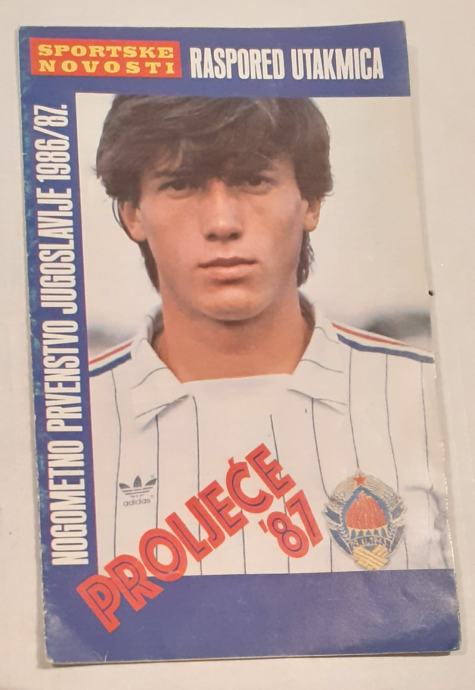 SPORTSKE
NOVOSTI
RASPORED UTAKMICA
NOGOMETNO PRVENSTVO JUGOSLAVIJE 1986/87.
adidas
PROLJEĆE
'87